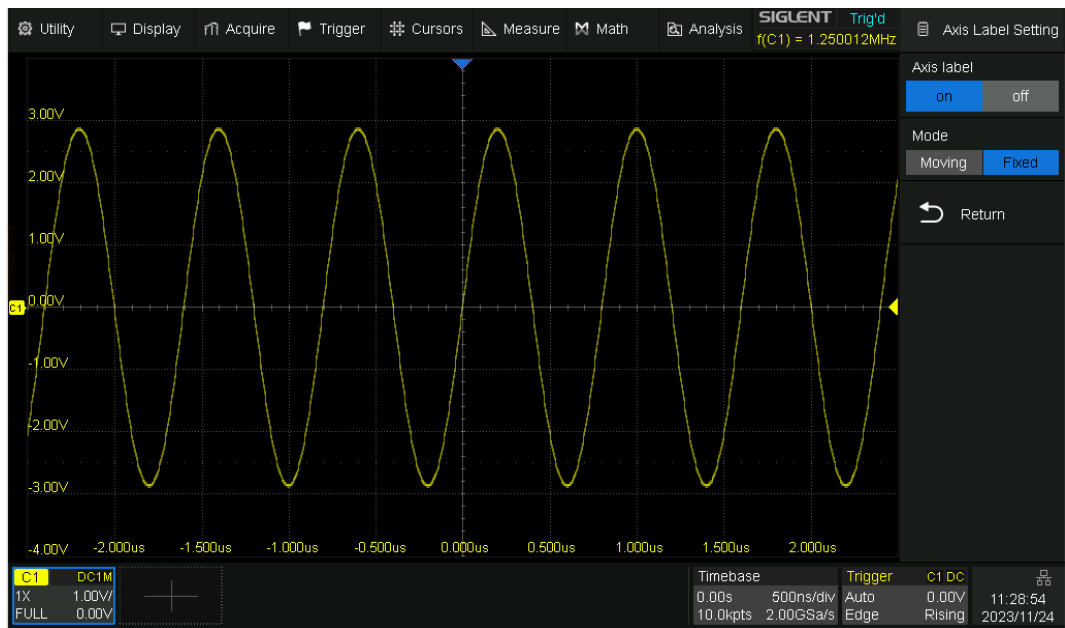 Utility Display Acquire Trigger Cursors Measure Math Analysis SIGLENT Trig'd
f(C1) = 1.250012MHz
Axis Label Setting
Axis label
on off
Mode
Moving Fixed
Return
3.00V
2.00V
1.00V
C1 0.00V
-1.00V
-2.00V
-3.00V
-4.00V -2.000us -1.500us -1.000us -0.500us 0.000us 0.500us 1.000us 1.500us 2.000us
C1 DC1M
1X 1.00V/
FULL 0.00V
Timebase
0.00s 500ns/div
10.0kpts 2.00GSa/s
Trigger C1 DC
Auto 0.00V
Edge Rising
11:28:54
2023/11/24